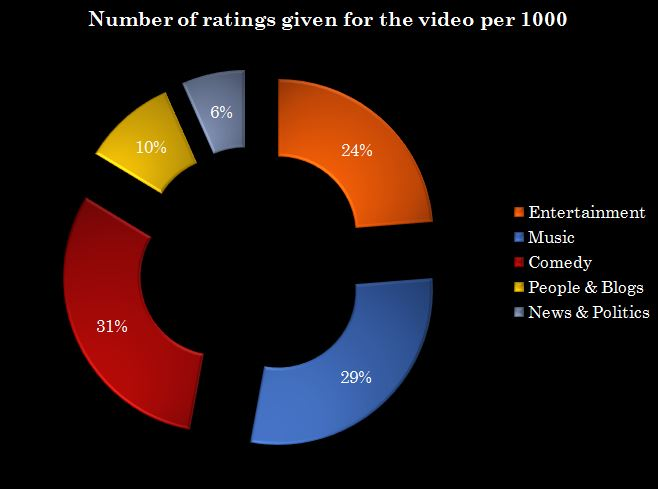 Number of ratings given for the video per 1000
6%
24%
10%
31%
29%
Entertainment
Music
Comedy
People & Blogs
News & Politics